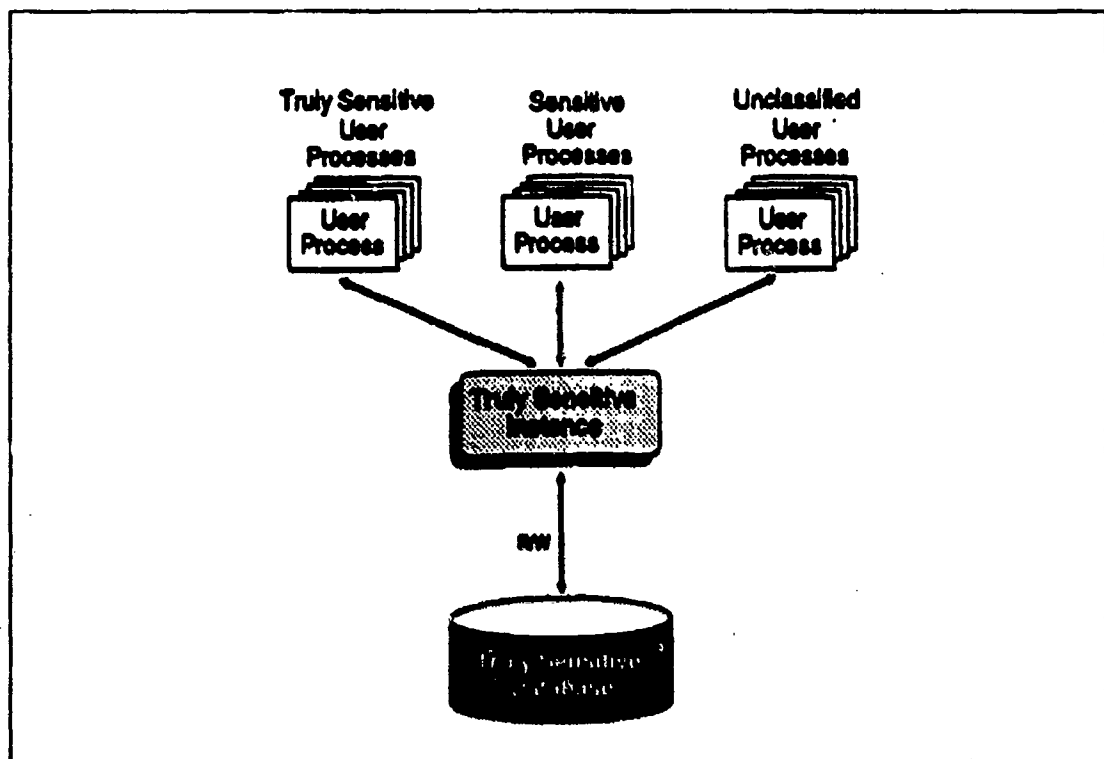 Truly Sensitive
User
Processes
Sensitive
User
Processes
Unclassified
User
Processes
User
Process
User
Process
User
Process
Truly Sensitive
Instance
r/w
Truly Sensitive
Database